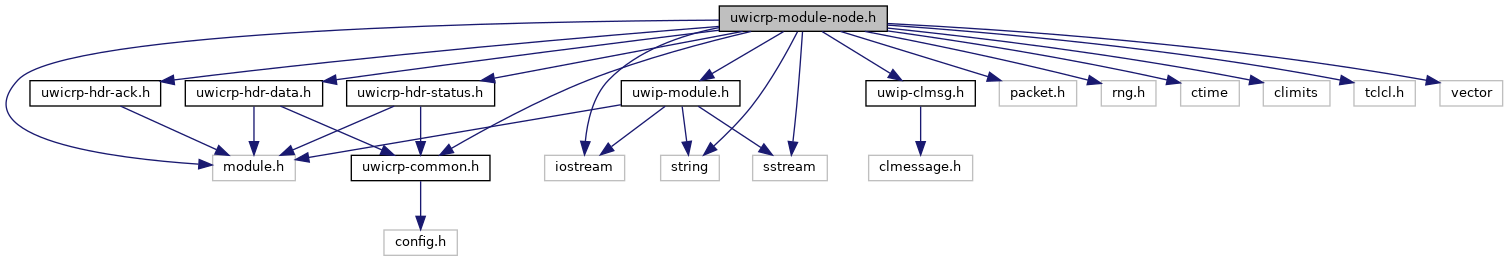 uwicrp-module-node.h
uwicrp-hdr-ack.h
uwicrp-hdr-data.h
uwicrp-hdr-status.h
uwip-module.h
uwip-clmsg.h
packet.h
rng.h
ctime
climits
tclcl.h
vector
module.h
uwicrp-common.h
iostream
string
sstream
clmessage.h
config.h